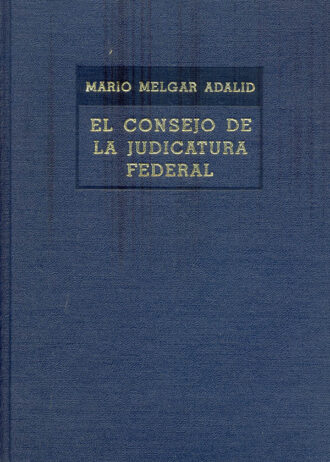 MARIO MELGAR ADALID
EL CONSEJO DE
LA JUDICATURA
FEDERAL